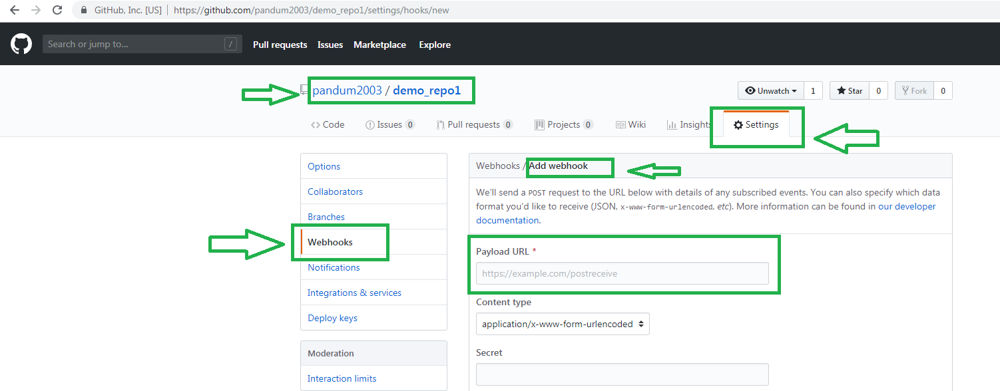 GitHub, Inc. [US] https://github.com/pandum2003/demo_repo1/settings/hooks/new
Search or jump to... / Pull requests Issues Marketplace Explore
pandum2003 / demo_repo1 Unwatch 1 Star 0 Fork 0
Code Issues 0 Pull requests 0 Projects 0 Wiki Insights Settings
Options
Collaborators
Branches
Webhooks
Notifications
Integrations & services
Deploy keys
Moderation
Interaction limits
Webhooks / Add webhook
We'll send a POST request to the URL below with details of any subscribed events. You can also specify which data
format you'd like to receive (JSON, x-www-form-urlencoded, etc). More information can be found in our developer
documentation.
Payload URL *
https://example.com/postreceive
Content type
application/x-www-form-urlencoded
Secret